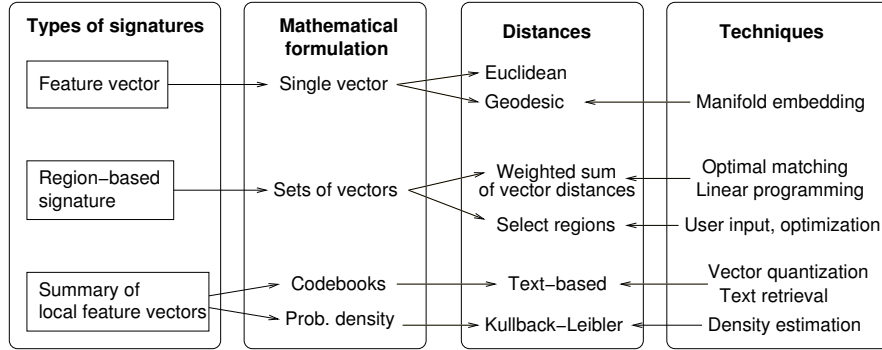 Types of signatures
Feature vector
Region−based
signature
Summary of
local feature vectors
Mathematical
formulation
Single vector
Sets of vectors
Codebooks
Prob. density
Distances
Euclidean
Geodesic
Weighted sum
of vector distances
Select regions
Text−based
Kullback−Leibler
Techniques
Manifold embedding
Optimal matching
Linear programming
User input, optimization
Vector quantization
Text retrieval
Density estimation